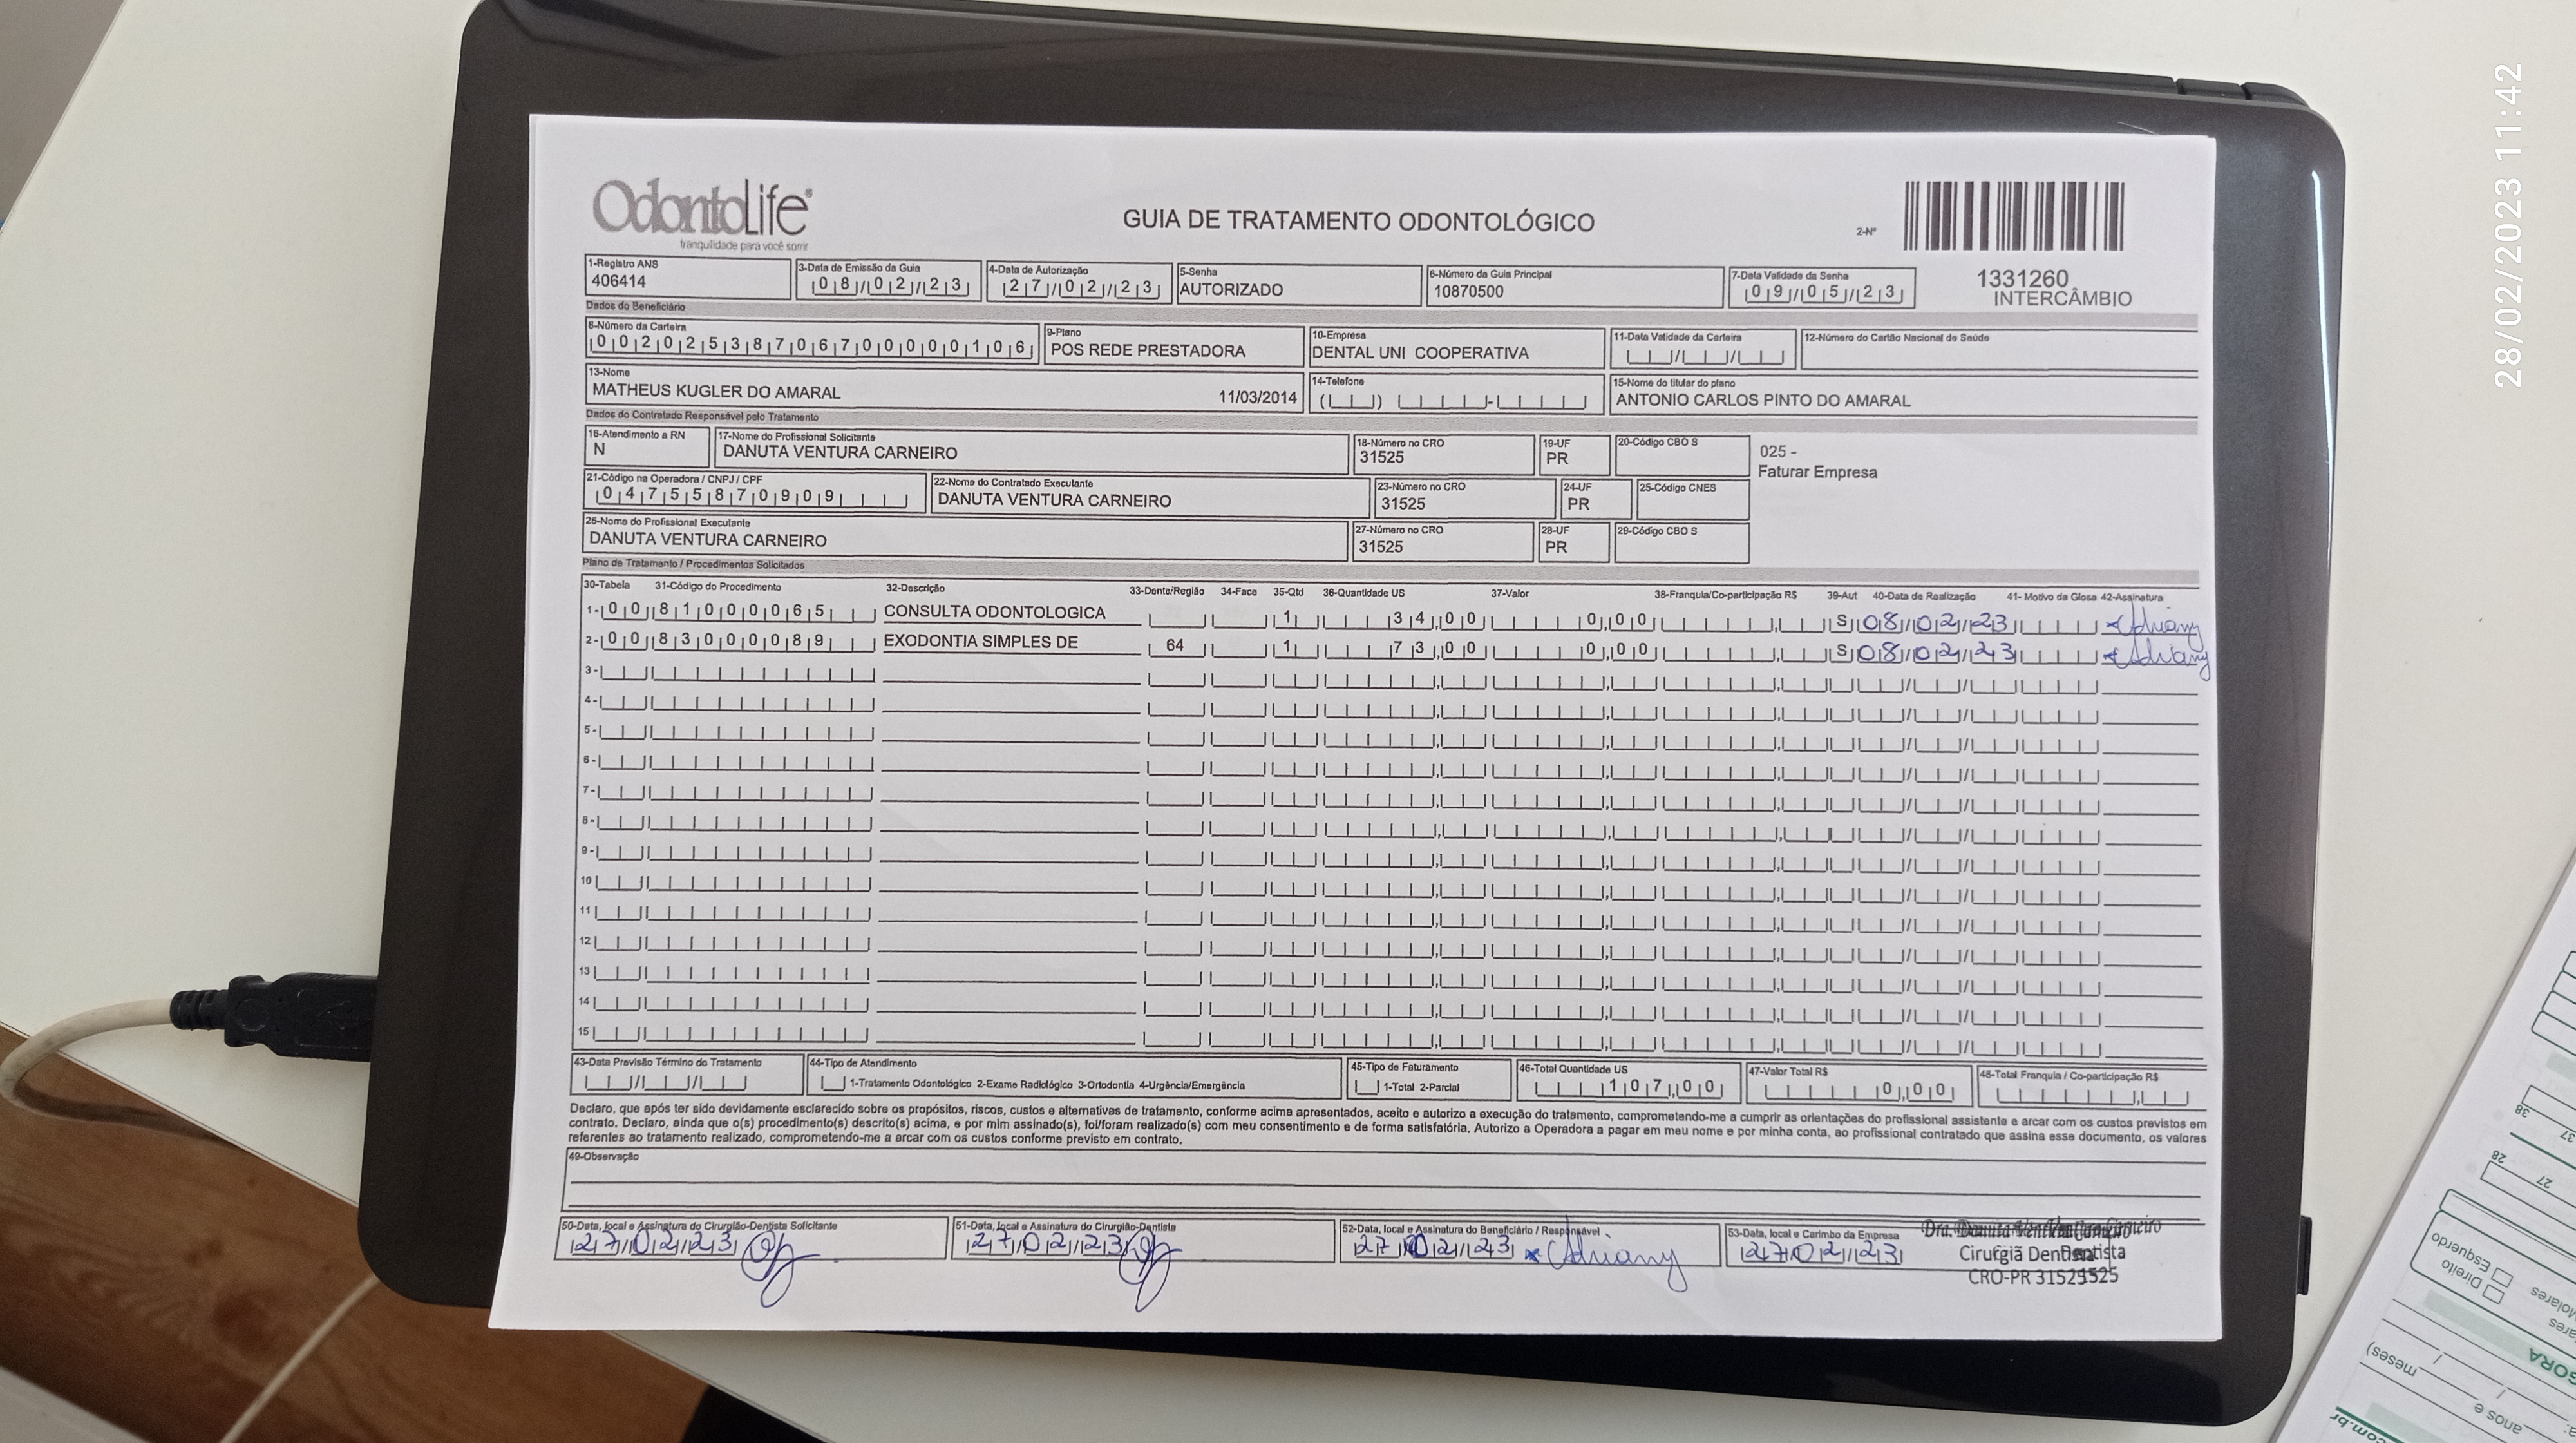 OdontoLife®
tranquilidade para você sorrir
GUIA DE TRATAMENTO ODONTOLÓGICO
2-Nº
1331260
INTERCÂMBIO
1-Registro ANS
406414
3-Data de Emissão da Guia
08/02/23
4-Data de Autorização
27/02/23
5-Senha
AUTORIZADO
6-Número da Guia Principal
10870500
7-Data Validade da Senha
09/05/23
Dados do Beneficiário
8-Número da Carteira
00202538706700000106
9-Plano
POS REDE PRESTADORA
10-Empresa
DENTAL UNI COOPERATIVA
11-Data Validade da Carteira
12-Número do Cartão Nacional de Saúde
13-Nome
MATHEUS KUGLER DO AMARAL 11/03/2014
14-Telefone
15-Nome do titular do plano
ANTONIO CARLOS PINTO DO AMARAL
Dados do Contratado Responsável pelo Tratamento
16-Atendimento a RN
N
17-Nome do Profissional Solicitante
DANUTA VENTURA CARNEIRO
18-Número no CRO
31525
19-UF
PR
20-Código CBO S
025 -
Faturar Empresa
21-Código na Operadora / CNPJ / CPF
04755870909
22-Nome do Contratado Executante
DANUTA VENTURA CARNEIRO
23-Número no CRO
31525
24-UF
PR
25-Código CNES
26-Nome do Profissional Executante
DANUTA VENTURA CARNEIRO
27-Número no CRO
31525
28-UF
PR
29-Código CBO S
Plano de Tratamento / Procedimentos Solicitados
30-Tabela 31-Código do Procedimento 32-Descrição 33-Dente/Região 34-Face 35-Qtd 36-Quantidade US 37-Valor 38-Franquia/Co-participação R$ 39-Aut 40-Data de Realização 41- Motivo da Glosa 42-Assinatura
1- 00 81000065 CONSULTA ODONTOLOGICA 1 34,00 0,00 S 08/02/23 Adriany
2- 00 83000089 EXODONTIA SIMPLES DE 64 1 73,00 0,00 S 08/02/23 Adriany
3-
4-
5-
6-
7-
8-
9-
10
11
12
13
14
15
43-Data Previsão Término do Tratamento
44-Tipo de Atendimento
1-Tratamento Odontológico 2-Exame Radiológico 3-Ortodontia 4-Urgência/Emergência
45-Tipo de Faturamento
1-Total 2-Parcial
46-Total Quantidade US
107,00
47-Valor Total R$
0,00
48-Total Franquia / Co-participação R$
Declaro, que após ter sido devidamente esclarecido sobre os propósitos, riscos, custos e alternativas de tratamento, conforme acima apresentados, aceito e autorizo a execução do tratamento, comprometendo-me a cumprir as orientações do profissional assistente e arcar com os custos previstos em
contrato. Declaro, ainda que o(s) procedimento(s) descrito(s) acima, e por mim assinado(s), foi/foram realizado(s) com meu consentimento e de forma satisfatória. Autorizo a Operadora a pagar em meu nome e por minha conta, ao profissional contratado que assina esse documento, os valores
referentes ao tratamento realizado, comprometendo-me a arcar com os custos conforme previsto em contrato.
49-Observação
50-Data, local e Assinatura do Cirurgião-Dentista Solicitante
27/02/23
51-Data, local e Assinatura do Cirurgião-Dentista
27/02/23
52-Data, local e Assinatura do Beneficiário / Responsável
27/02/23 Adriany
53-Data, local e Carimbo da Empresa
27/02/23
Dra. Danuta Ventura Carneiro
Cirurgiã Dentista
CRO-PR 31525
28/02/2023 11:42
38
37
28
27
Esquerdo
Direito
Molares
meses)
anos e
com.br